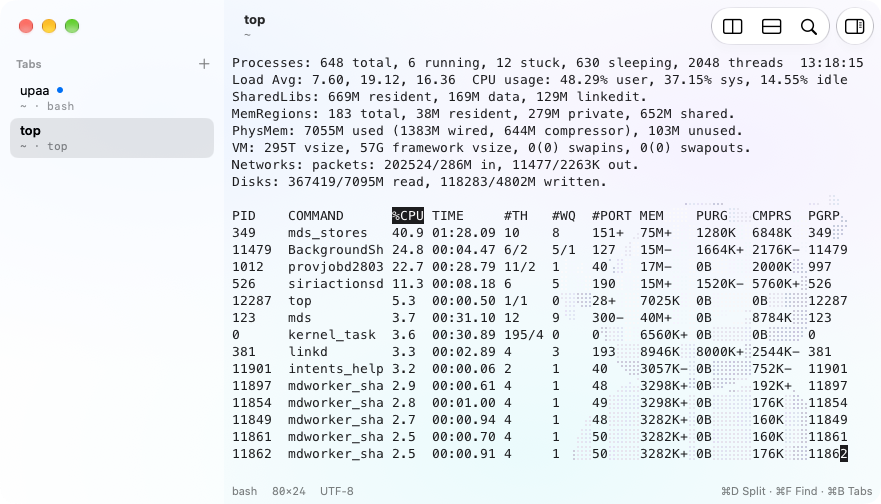 top
~
Tabs
+
upaa
~ · bash
top
~ · top
Processes: 648 total, 6 running, 12 stuck, 630 sleeping, 2048 threads  13:18:15
Load Avg: 7.60, 19.12, 16.36  CPU usage: 48.29% user, 37.15% sys, 14.55% idle
SharedLibs: 669M resident, 169M data, 129M linkedit.
MemRegions: 183 total, 38M resident, 279M private, 652M shared.
PhysMem: 7055M used (1383M wired, 644M compressor), 103M unused.
VM: 295T vsize, 57G framework vsize, 0(0) swapins, 0(0) swapouts.
Networks: packets: 202524/286M in, 11477/2263K out.
Disks: 367419/7095M read, 118283/4802M written.
PID    COMMAND      %CPU TIME     #TH   #WQ  #PORT MEM    PURG   CMPRS  PGRP
349    mds_stores   40.9 01:28.09 10    8    151+  75M+   1280K  6848K  349
11479  BackgroundSh 24.8 00:04.47 6/2   5/1  127   15M-   1664K+ 2176K- 11479
1012   provjobd2803 22.7 00:28.79 11/2  1    40    17M-   0B     2000K  997
526    siriactionsd 11.3 00:08.18 6     5    190   15M+   1520K- 5760K+ 526
12287  top          5.3  00:00.50 1/1   0    28+   7025K  0B     0B     12287
123    mds          3.7  00:31.10 12    9    300-  40M+   0B     8784K  123
0      kernel_task  3.6  00:30.89 195/4 0    0     6560K+ 0B     0B     0
381    linkd        3.3  00:02.89 4     3    193   8946K  8000K+ 2544K- 381
11901  intents_help 3.2  00:00.06 2     1    40    3057K- 0B     752K-  11901
11897  mdworker_sha 2.9  00:00.61 4     1    48    3298K+ 0B     192K+  11897
11854  mdworker_sha 2.8  00:01.00 4     1    49    3298K+ 0B     176K   11854
11849  mdworker_sha 2.7  00:00.94 4     1    48    3282K+ 0B     160K   11849
11861  mdworker_sha 2.5  00:00.70 4     1    50    3282K+ 0B     160K   11861
11862  mdworker_sha 2.5  00:00.91 4     1    50    3282K+ 0B     176K   11862
bash  80×24  UTF-8  ⌘D Split · ⌘F Find · ⌘B Tabs